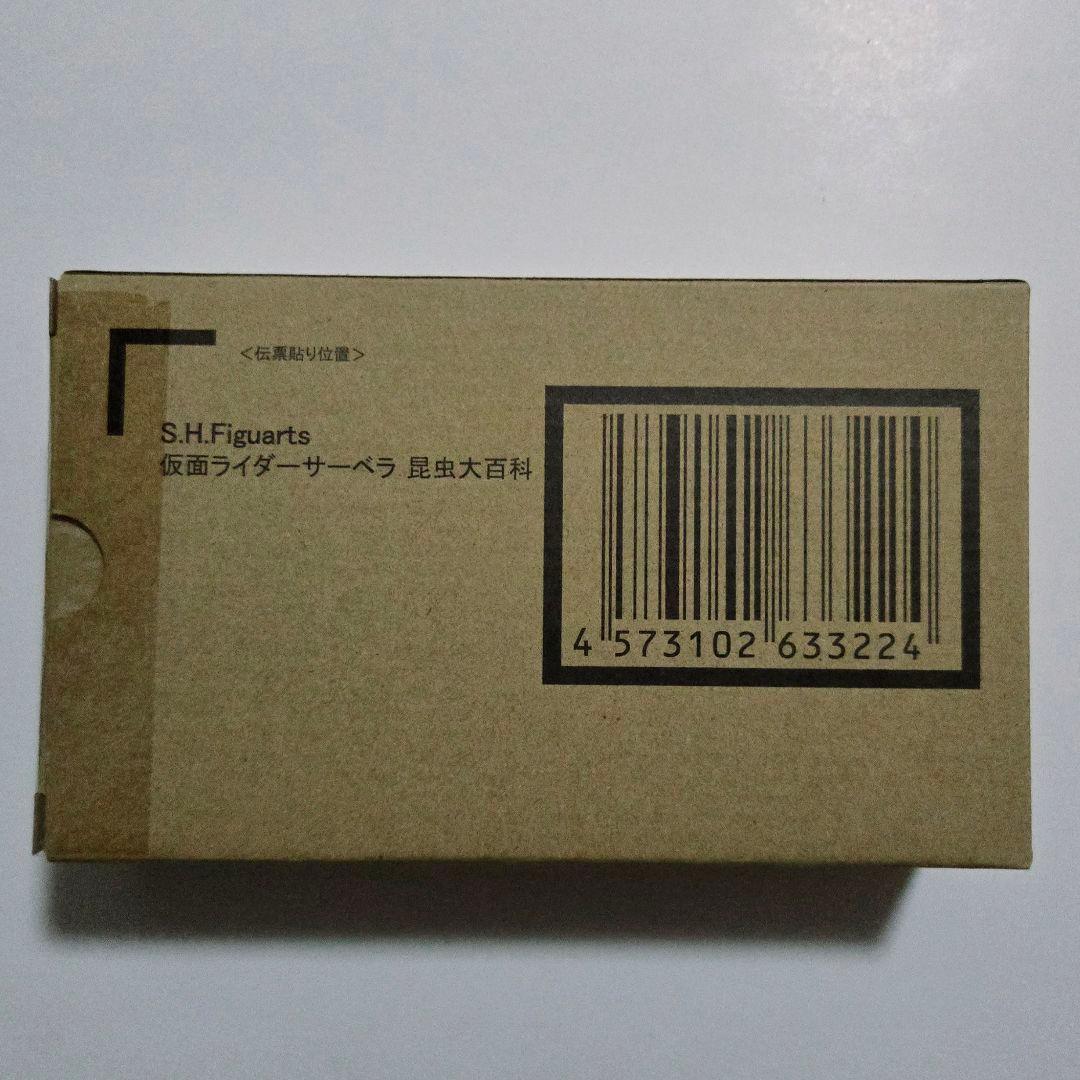 ＜伝票貼り位置＞
S.H.Figuarts
仮面ライダーサーベラ 昆虫大百科
4 573102 633224